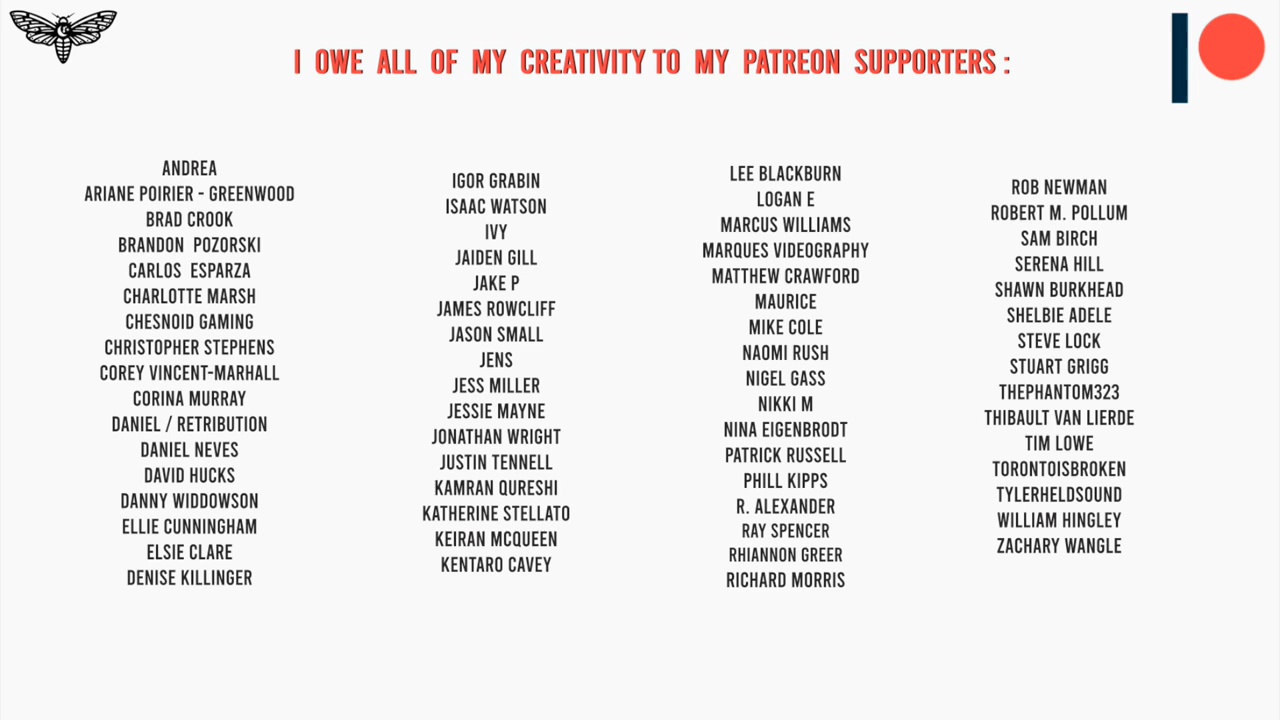 I OWE ALL OF MY CREATIVITY TO MY PATREON SUPPORTERS :
ANDREA
ARIANE POIRIER - GREENWOOD
BRAD CROOK
BRANDON POZORSKI
CARLOS ESPARZA
CHARLOTTE MARSH
CHESNOID GAMING
CHRISTOPHER STEPHENS
COREY VINCENT-MARHALL
CORINA MURRAY
DANIEL / RETRIBUTION
DANIEL NEVES
DAVID HUCKS
DANNY WIDDOWSON
ELLIE CUNNINGHAM
ELSIE CLARE
DENISE KILLINGER
IGOR GRABIN
ISAAC WATSON
IVY
JAIDEN GILL
JAKE P
JAMES ROWCLIFF
JASON SMALL
JENS
JESS MILLER
JESSIE MAYNE
JONATHAN WRIGHT
JUSTIN TENNELL
KAMRAN QURESHI
KATHERINE STELLATO
KEIRAN MCQUEEN
KENTARO CAVEY
LEE BLACKBURN
LOGAN E
MARCUS WILLIAMS
MARQUES VIDEOGRAPHY
MATTHEW CRAWFORD
MAURICE
MIKE COLE
NAOMI RUSH
NIGEL GASS
NIKKI M
NINA EIGENBRODT
PATRICK RUSSELL
PHILL KIPPS
R. ALEXANDER
RAY SPENCER
RHIANNON GREER
RICHARD MORRIS
ROB NEWMAN
ROBERT M. POLLUM
SAM BIRCH
SERENA HILL
SHAWN BURKHEAD
SHELBIE ADELE
STEVE LOCK
STUART GRIGG
THEPHANTOM323
THIBAULT VAN LIERDE
TIM LOWE
TORONTOISBROKEN
TYLERHELDSOUND
WILLIAM HINGLEY
ZACHARY WANGLE